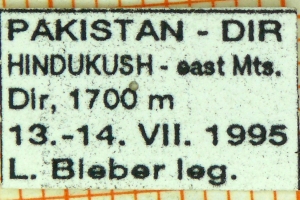 PAKISTAN - DIR
HINDUKUSH - east Mts.
Dir, 1700 m
13.-14. VII. 1995
L. Bieber leg.